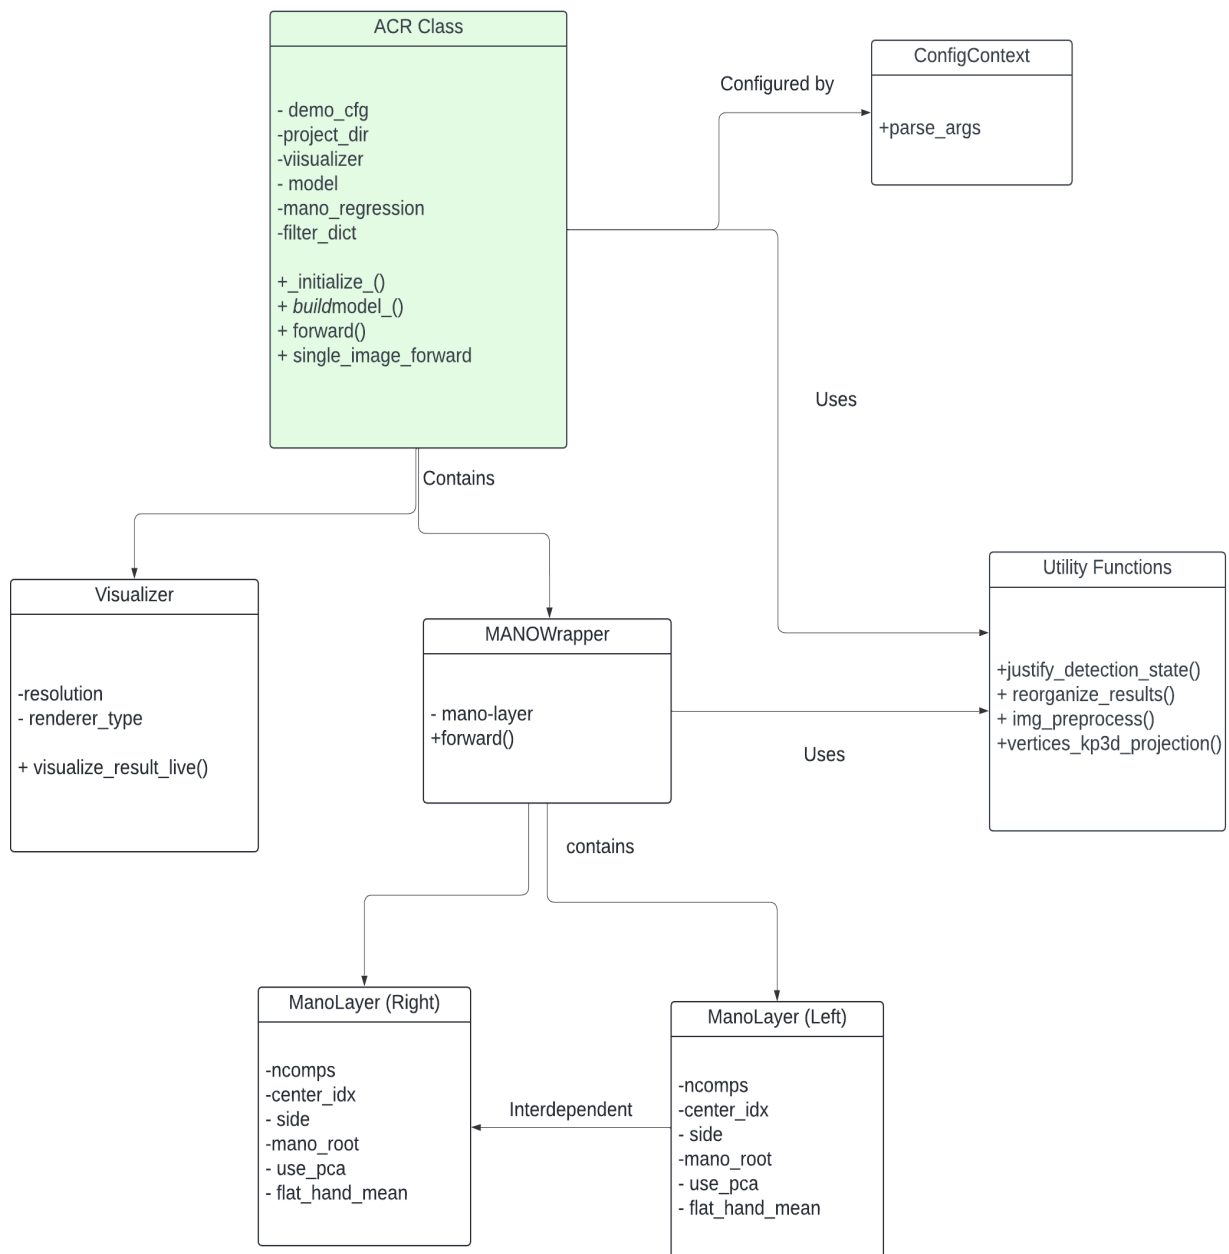 ACR Class
- demo_cfg
-project_dir
-viisualizer
- model
-mano_regression
-filter_dict
+_initialize_()
+ buildmodel_()
+ forward()
+ single_image_forward
Configured by
ConfigContext
+parse_args
Uses
Contains
Visualizer
-resolution
- renderer_type
+ visualize_result_live()
MANOWrapper
- mano-layer
+forward()
Utility Functions
+justify_detection_state()
+ reorganize_results()
+ img_preprocess()
+vertices_kp3d_projection()
Uses
contains
ManoLayer (Right)
-ncomps
-center_idx
- side
-mano_root
- use_pca
- flat_hand_mean
Interdependent
ManoLayer (Left)
-ncomps
-center_idx
- side
-mano_root
- use_pca
- flat_hand_mean